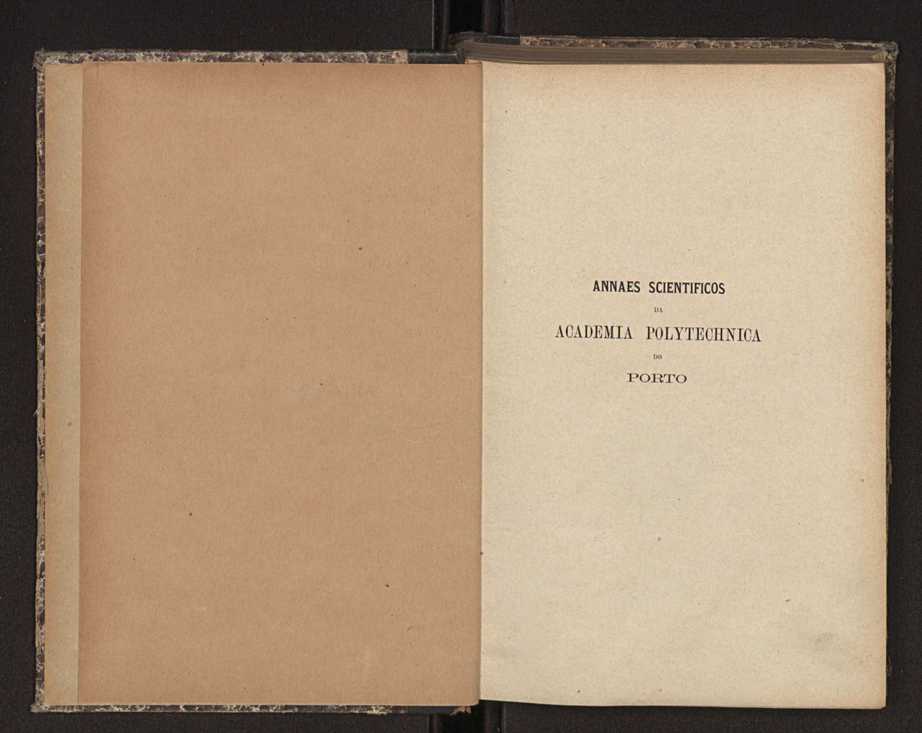 ANNAES SCIENTIFICOS
DA
ACADEMIA POLYTECHNICA
DO
PORTO